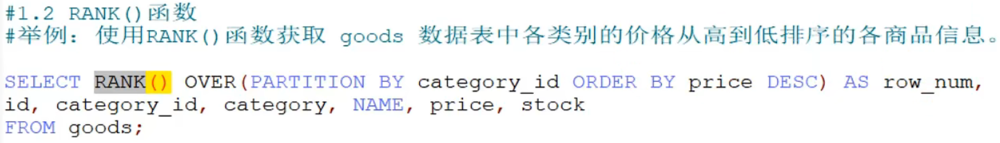 #1.2 RANK()函数
#举例：使用RANK()函数获取 goods 数据表中各类别的价格从高到低排序的各商品信息。
SELECT RANK() OVER(PARTITION BY category_id ORDER BY price DESC) AS row_num,
id, category_id, category, NAME, price, stock
FROM goods;